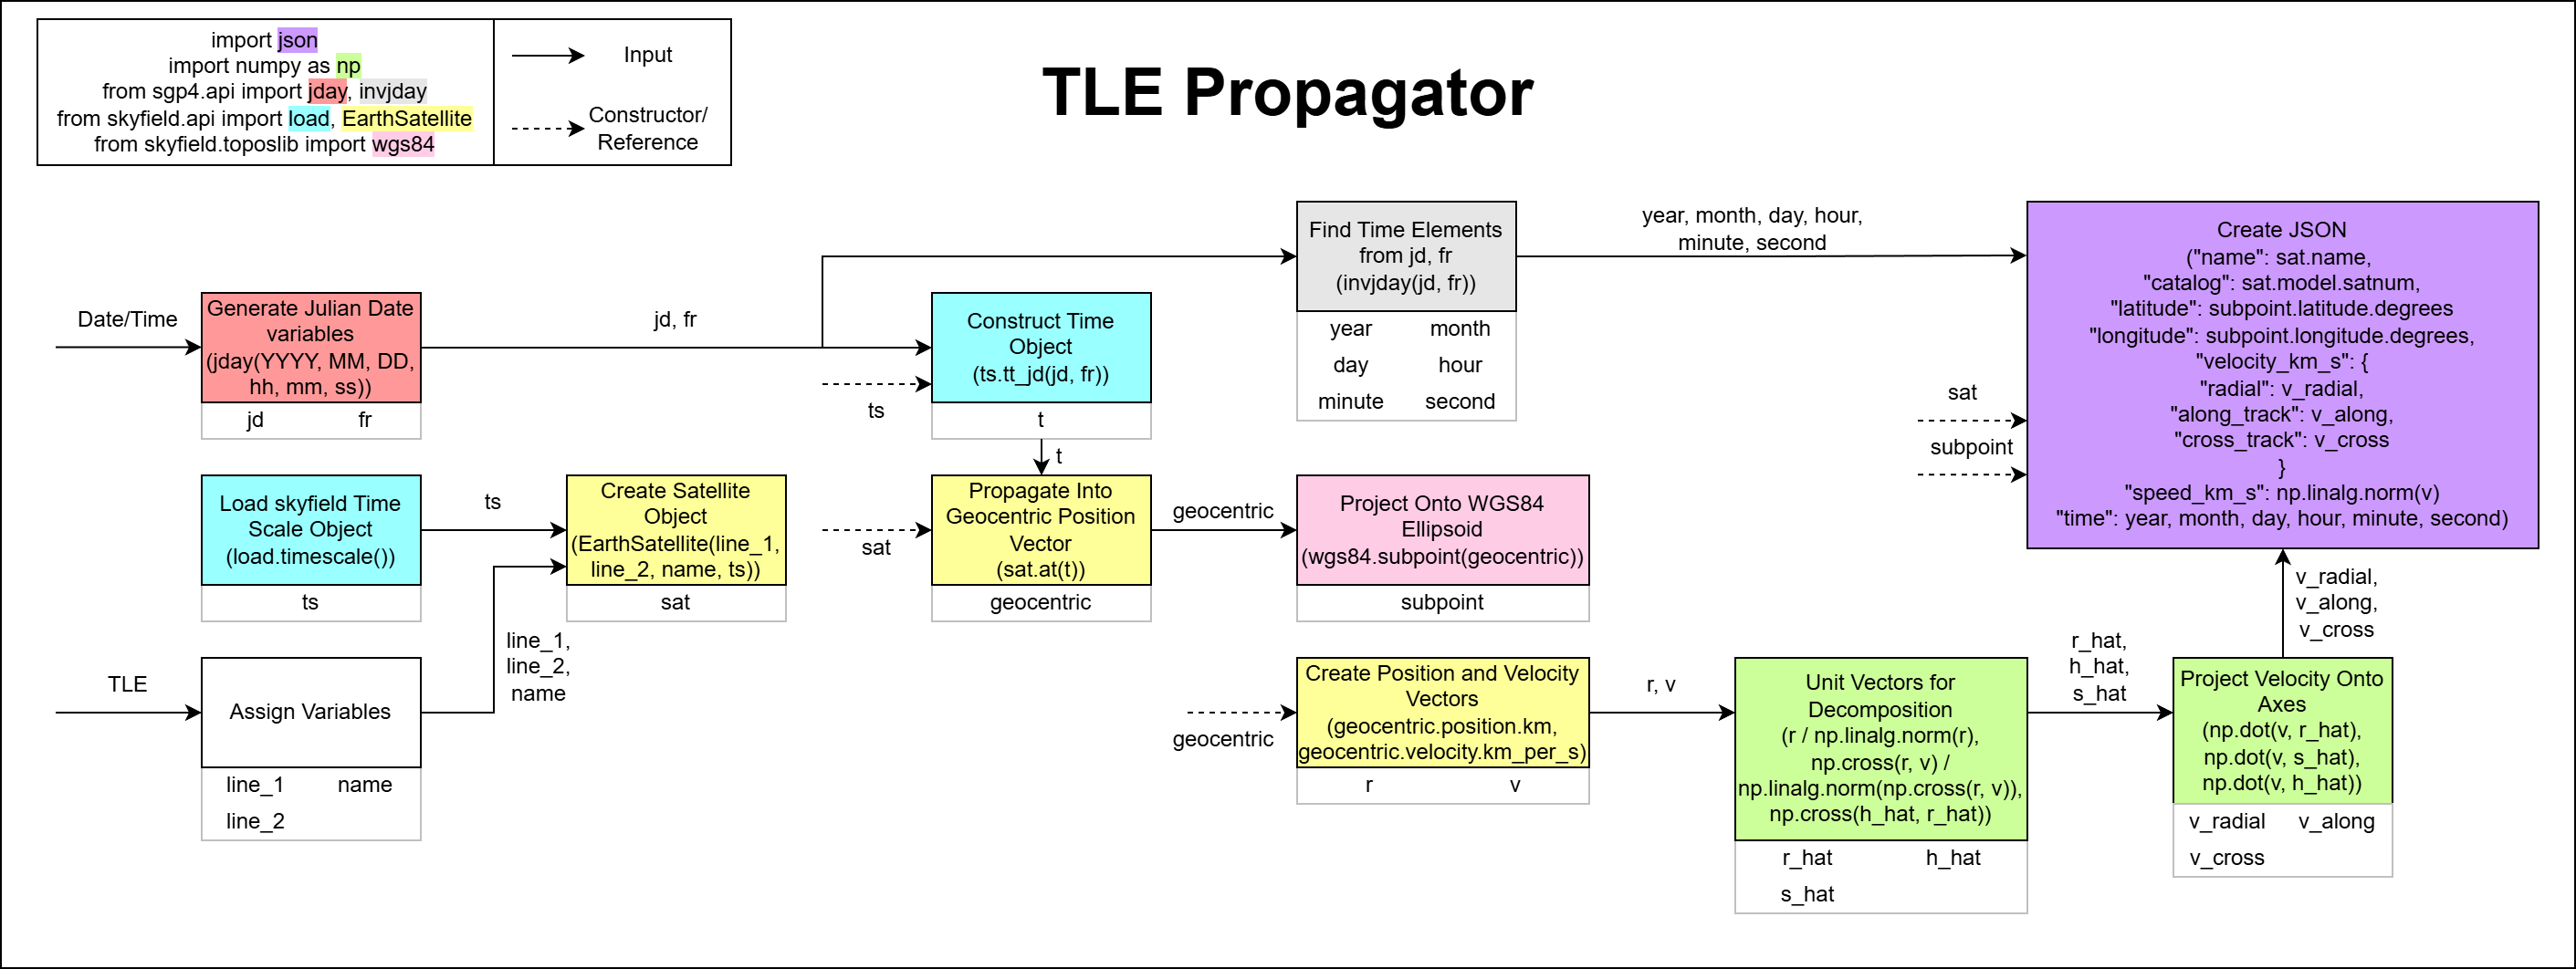 import json
import numpy as np
from sgp4.api import jday, invjday
from skyfield.api import load, EarthSatellite
from skyfield.toposlib import wgs84
Input
Constructor/
Reference
TLE Propagator
Date/Time
Generate Julian Date
variables
(jday(YYYY, MM, DD,
hh, mm, ss))
jd fr
jd, fr
Construct Time
Object
(ts.tt_jd(jd, fr))
t
ts
t
Find Time Elements
from jd, fr
(invjday(jd, fr))
year month
day hour
minute second
year, month, day, hour,
minute, second
Create JSON
("name": sat.name,
"catalog": sat.model.satnum,
"latitude": subpoint.latitude.degrees
"longitude": subpoint.longitude.degrees,
"velocity_km_s": {
"radial": v_radial,
"along_track": v_along,
"cross_track": v_cross
}
"speed_km_s": np.linalg.norm(v)
"time": year, month, day, hour, minute, second)
sat
subpoint
Load skyfield Time
Scale Object
(load.timescale())
ts
ts
Create Satellite
Object
(EarthSatellite(line_1,
line_2, name, ts))
sat
sat
Propagate Into
Geocentric Position
Vector
(sat.at(t))
geocentric
geocentric
Project Onto WGS84
Ellipsoid
(wgs84.subpoint(geocentric))
subpoint
TLE
Assign Variables
line_1 name
line_2
line_1,
line_2,
name
geocentric
Create Position and Velocity
Vectors
(geocentric.position.km,
geocentric.velocity.km_per_s)
r v
r, v
Unit Vectors for
Decomposition
(r / np.linalg.norm(r),
np.cross(r, v) /
np.linalg.norm(np.cross(r, v)),
np.cross(h_hat, r_hat))
r_hat h_hat
s_hat
r_hat,
h_hat,
s_hat
Project Velocity Onto
Axes
(np.dot(v, r_hat),
np.dot(v, s_hat),
np.dot(v, h_hat))
v_radial v_along
v_cross
v_radial,
v_along,
v_cross